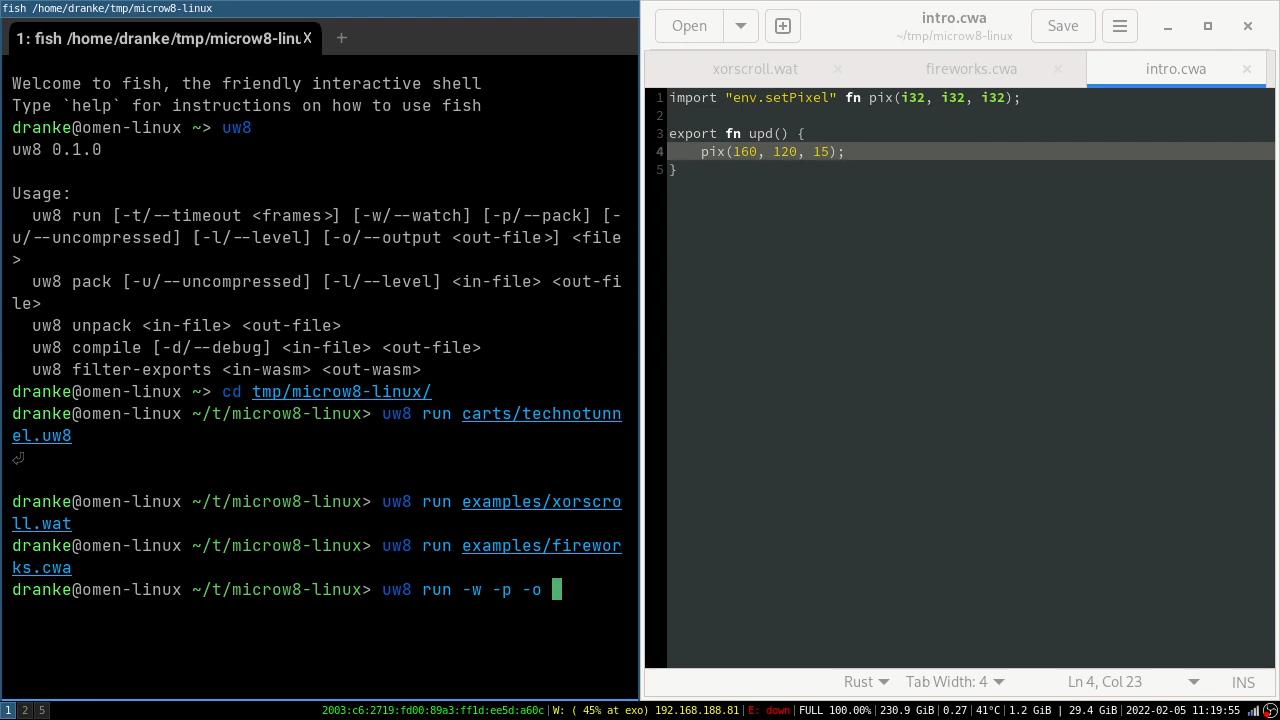 fish /home/dranke/tmp/microw8-linux
1: fish /home/dranke/tmp/microw8-linu X +
Welcome to fish, the friendly interactive shell
Type `help` for instructions on how to use fish
dranke@omen-linux ~> uw8
uw8 0.1.0
Usage:
uw8 run [-t/--timeout <frames>] [-w/--watch] [-p/--pack] [-
u/--uncompressed] [-l/--level] [-o/--output <out-file>] <file
>
uw8 pack [-u/--uncompressed] [-l/--level] <in-file> <out-fi
le>
uw8 unpack <in-file> <out-file>
uw8 compile [-d/--debug] <in-file> <out-file>
uw8 filter-exports <in-wasm> <out-wasm>
dranke@omen-linux ~> cd tmp/microw8-linux/
dranke@omen-linux ~/t/microw8-linux> uw8 run carts/technotunn
el.uw8
⏎
dranke@omen-linux ~/t/microw8-linux> uw8 run examples/xorscro
ll.wat
dranke@omen-linux ~/t/microw8-linux> uw8 run examples/firewor
ks.cwa
dranke@omen-linux ~/t/microw8-linux> uw8 run -w -p -o
Open
intro.cwa
~/tmp/microw8-linux
Save
xorscroll.wat × fireworks.cwa × intro.cwa ×
1 import "env.setPixel" fn pix(i32, i32, i32);
2
3 export fn upd() {
4 pix(160, 120, 15);
5 }
Rust Tab Width: 4 Ln 4, Col 23 INS
1 2 5 2003:c6:2719:fd00:89a3:ff1d:ee5d:a60c|W: ( 45% at exo) 192.168.188.81|E: down|FULL 100.00%|230.9 GiB|0.27|41°C|1.2 GiB | 29.4 GiB|2022-02-05 11:19:55